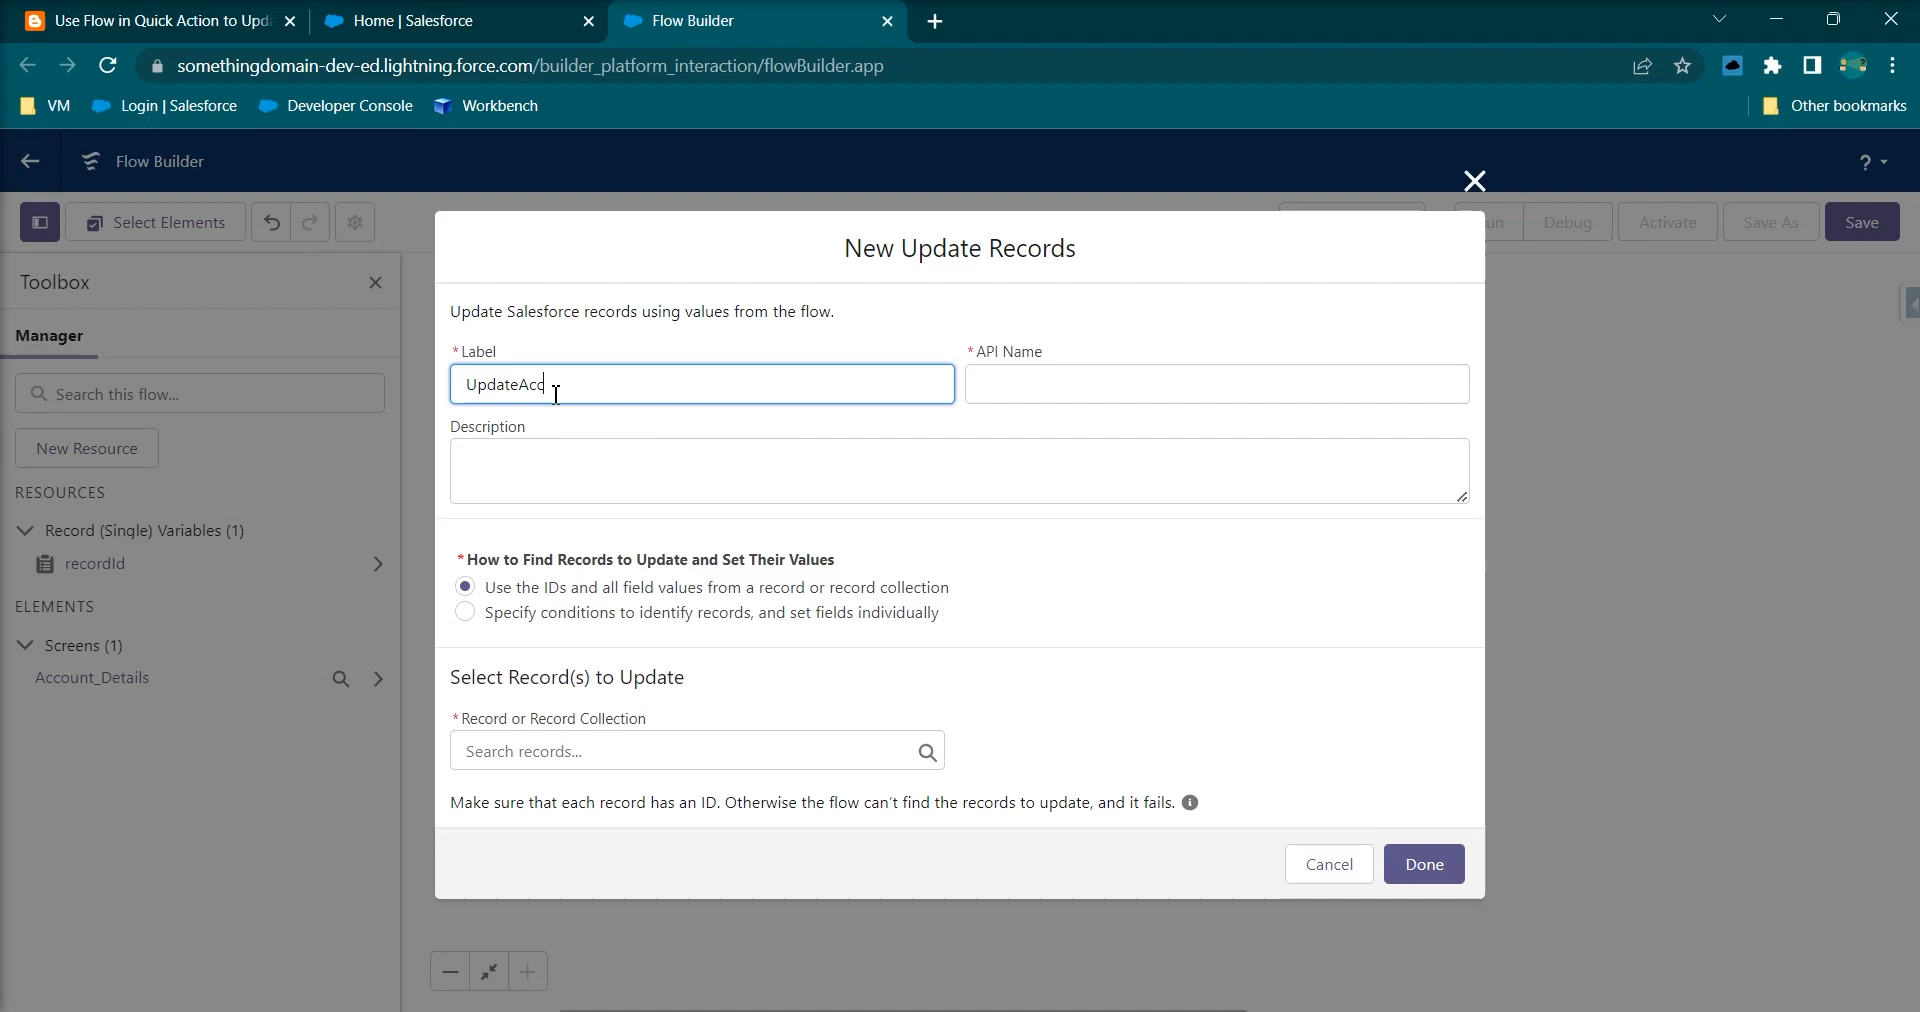 Use Flow in Quick Action to Upda
Home | Salesforce
Flow Builder
somethingdomain-dev-ed.lightning.force.com/builder_platform_interaction/flowBuilder.app
VM
Login | Salesforce
Developer Console
Workbench
Other bookmarks
Flow Builder
?
Select Elements
un
Debug
Activate
Save As
Save
New Update Records
Toolbox
Update Salesforce records using values from the flow.
Manager
* Label
* API Name
UpdateAcc
Search this flow...
Description
New Resource
RESOURCES
Record (Single) Variables (1)
recordId
* How to Find Records to Update and Set Their Values
Use the IDs and all field values from a record or record collection
Specify conditions to identify records, and set fields individually
ELEMENTS
Screens (1)
Account_Details
Select Record(s) to Update
* Record or Record Collection
Search records...
Make sure that each record has an ID. Otherwise the flow can't find the records to update, and it fails.
Cancel
Done